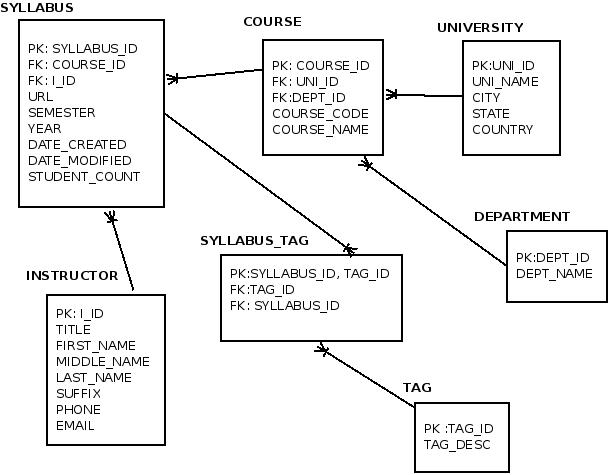 SYLLABUS
PK: SYLLABUS_ID
FK: COURSE_ID
FK: I_ID
URL
SEMESTER
YEAR
DATE_CREATED
DATE_MODIFIED
STUDENT_COUNT
COURSE
PK: COURSE_ID
FK: UNI_ID
FK:DEPT_ID
COURSE_CODE
COURSE_NAME
UNIVERSITY
PK:UNI_ID
UNI_NAME
CITY
STATE
COUNTRY
DEPARTMENT
PK:DEPT_ID
DEPT_NAME
SYLLABUS_TAG
PK:SYLLABUS_ID, TAG_ID
FK:TAG_ID
FK: SYLLABUS_ID
INSTRUCTOR
PK: I_ID
TITLE
FIRST_NAME
MIDDLE_NAME
LAST_NAME
SUFFIX
PHONE
EMAIL
TAG
PK :TAG_ID
TAG_DESC